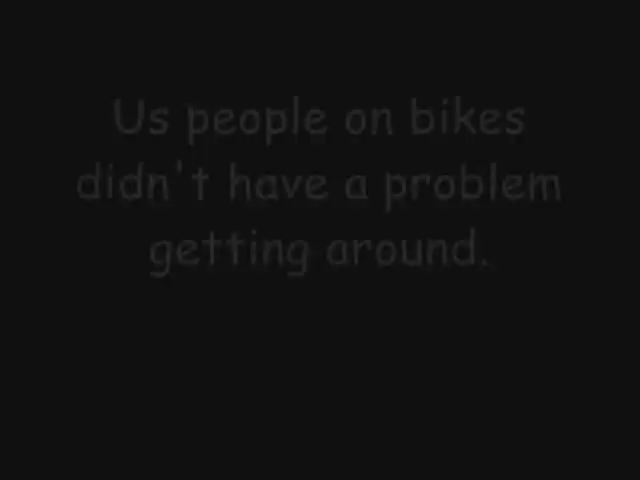 Us people on bikes
didn't have a problem
getting around.